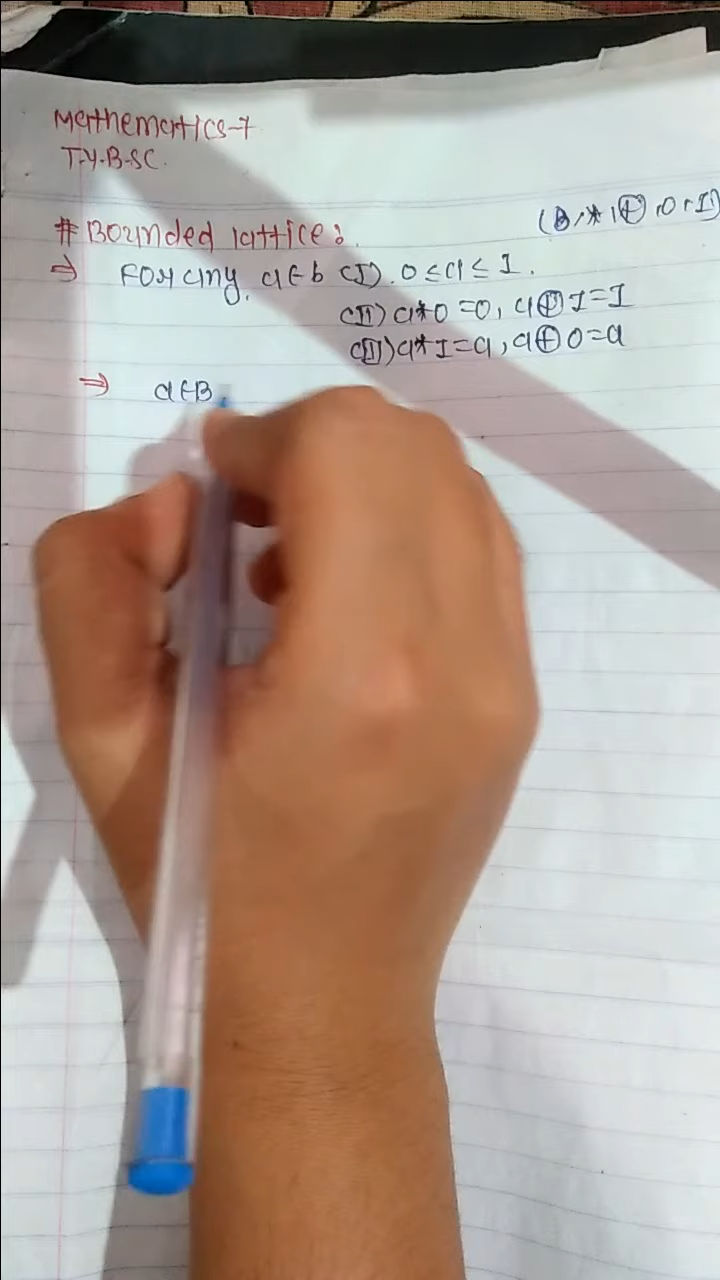 Mathematics-7
T.Y.B.SC.
(B, *, ⊕, 0, I)
# Bounded lattice:
⇒ For any, a ∈ b (I). 0 ≤ a ≤ I.
(II) a * 0 = 0, a ⊕ I = I
(III) a * I = a, a ⊕ 0 = a
⇒ a ∈ B,